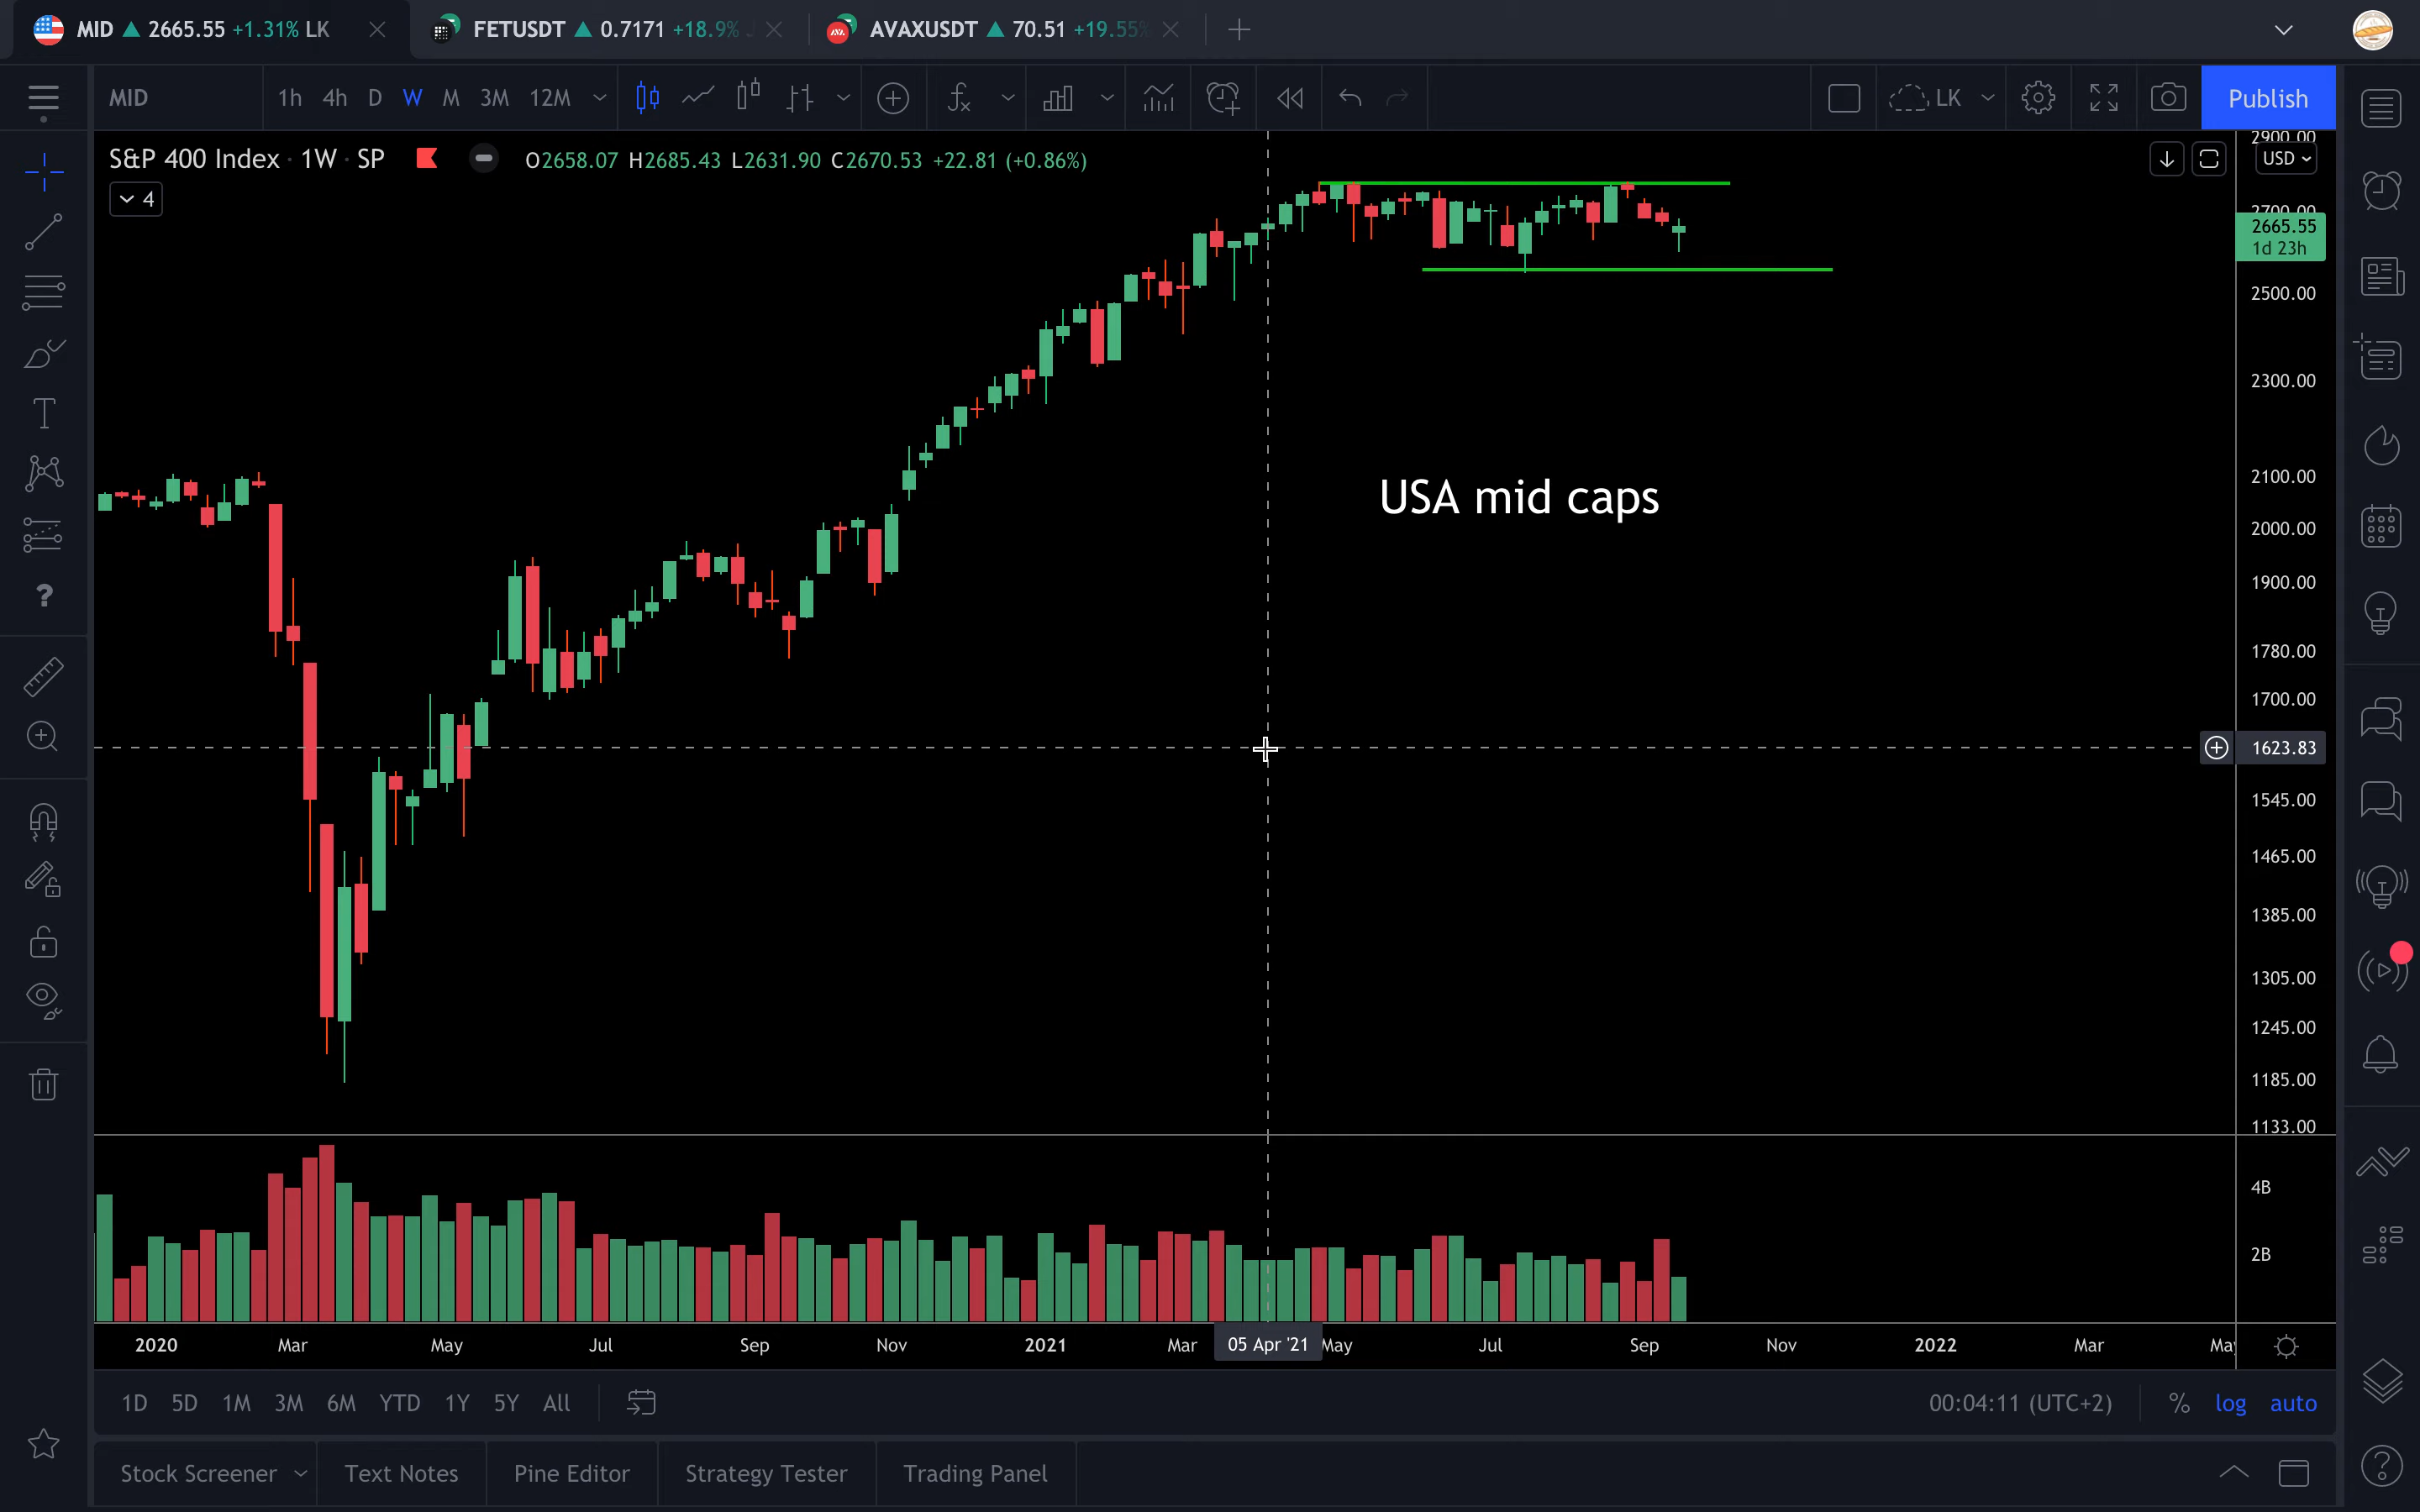 MID ▲ 2665.55 +1.31% LK
FETUSDT ▲ 0.7171 +18.9%
AVAXUSDT ▲ 70.51 +19.55%
MID 1h 4h D W M 3M 12M fx LK Publish
S&P 400 Index · 1W · SP O2658.07 H2685.43 L2631.90 C2670.53 +22.81 (+0.86%)
4
USD
2900.00
2700.00
2665.55
1d 23h
2500.00
2300.00
2100.00
USA mid caps
2000.00
1900.00
1780.00
1700.00
1623.83
1545.00
1465.00
1385.00
1305.00
1245.00
1185.00
1133.00
4B
2B
2020 Mar May Jul Sep Nov 2021 Mar 05 Apr '21 May Jul Sep Nov 2022 Mar May
1D 5D 1M 3M 6M YTD 1Y 5Y All 00:04:11 (UTC+2) % log auto
Stock Screener Text Notes Pine Editor Strategy Tester Trading Panel